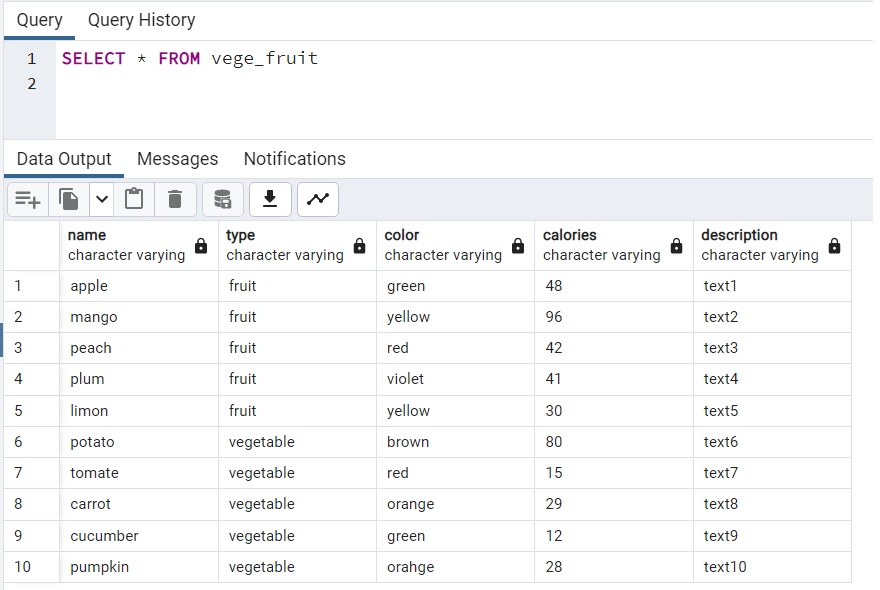 Query Query History
1 SELECT * FROM vege_fruit
2
Data Output Messages Notifications
name type color calories description
character varying character varying character varying character varying character varying
1 apple fruit green 48 text1
2 mango fruit yellow 96 text2
3 peach fruit red 42 text3
4 plum fruit violet 41 text4
5 limon fruit yellow 30 text5
6 potato vegetable brown 80 text6
7 tomate vegetable red 15 text7
8 carrot vegetable orange 29 text8
9 cucumber vegetable green 12 text9
10 pumpkin vegetable orahge 28 text10